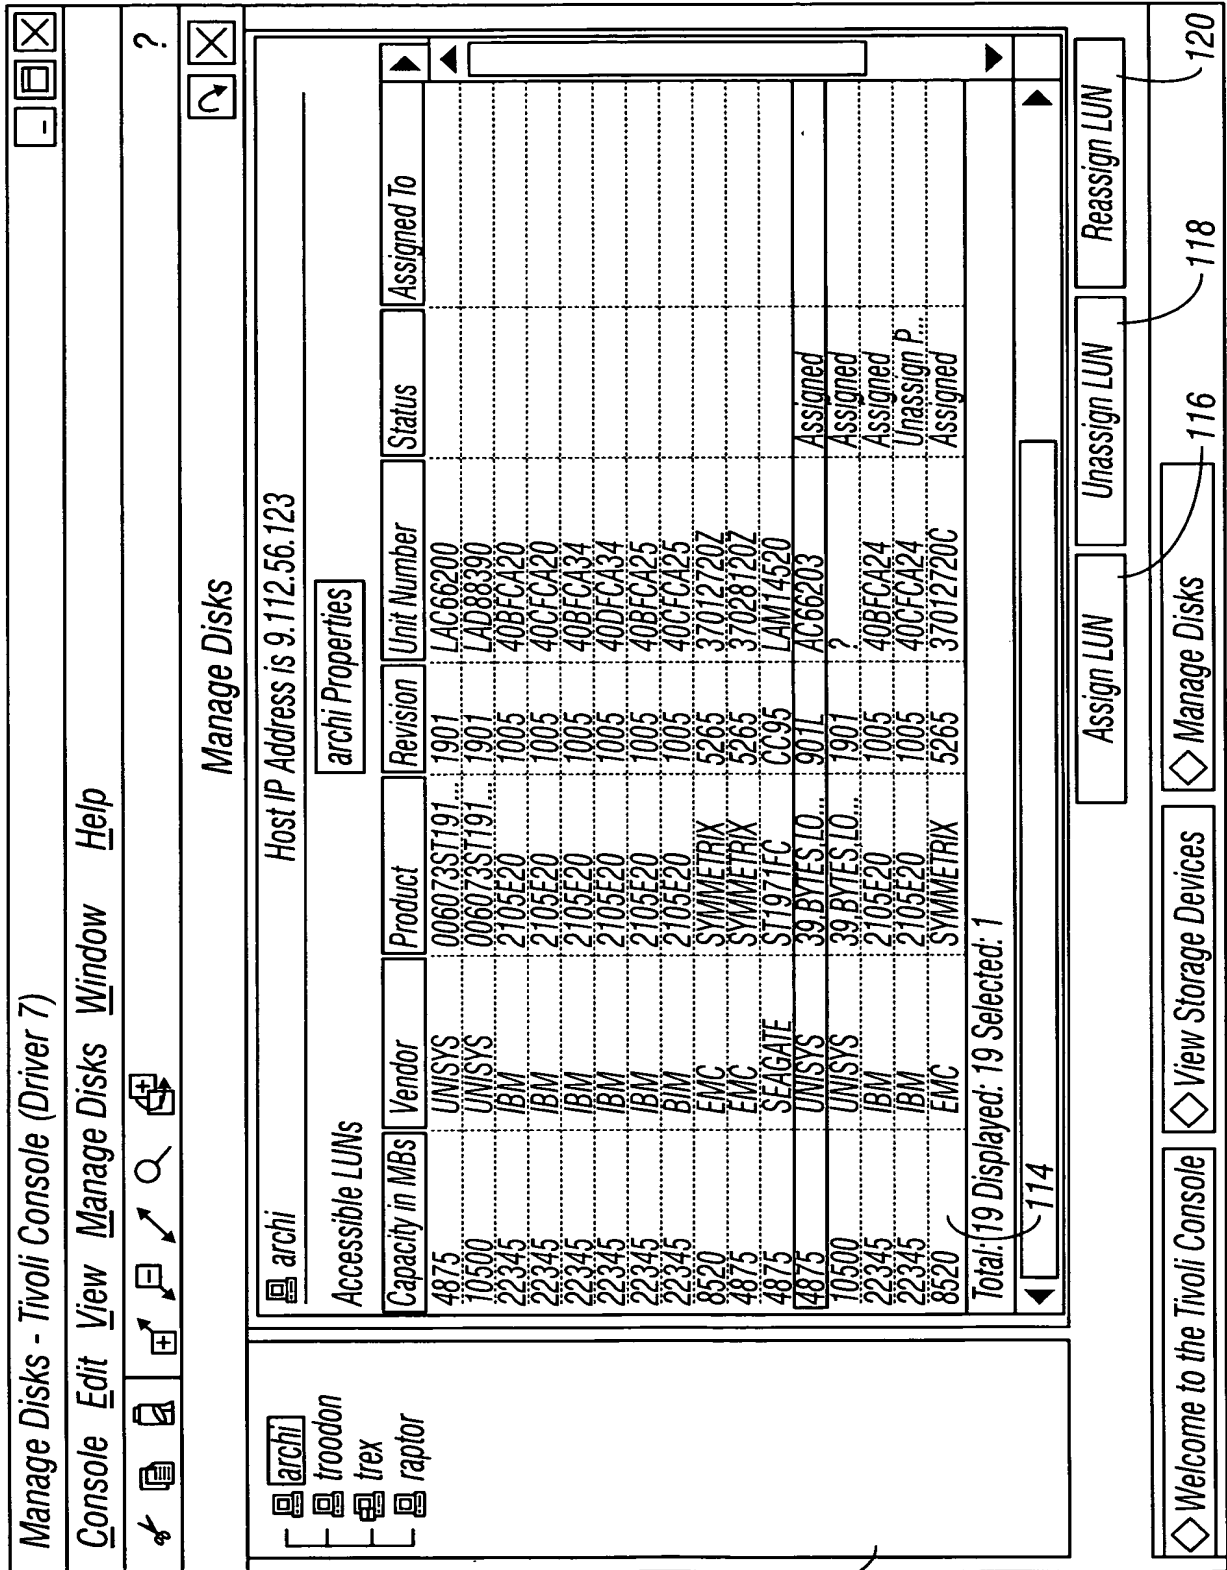 Manage Disks - Tivoli Console (Driver 7)
Console Edit View Manage Disks Window Help
?
Manage Disks
archi
troodon
trex
raptor
archi Host IP Address is 9.112.56.123
archi Properties
Accessible LUNs
Capacity in MBs Vendor Product Revision Unit Number Status Assigned To
4875 UNISYS 006073ST191... 1901 LAC66200
10500 UNISYS 006073ST191... 1901 LAD88390
22345 IBM 2105E20 1005 40BFCA20
22345 IBM 2105E20 1005 40CFCA20
22345 IBM 2105E20 1005 40BFCA34
22345 IBM 2105E20 1005 40DFCA34
22345 IBM 2105E20 1005 40BFCA25
22345 BIM 2105E20 1005 40CFCA25
8520 EMC SYMMETRIX 5265 37012720Z
4875 EMC SYMMETRIX 5265 37028120Z
4875 SEAGATE ST1971FC CC95 LAM14520
4875 UNISYS 39.BYTES.LO... 901L AC66203 Assigned
10500 UNISYS 39.BYTES.LO... 1901 ? Assigned
22345 IBM 2105E20 1005 40BFCA24 Assigned
22345 IBM 2105E20 1005 40CFCA24 Unassign P...
8520 EMC SYMMETRIX 5265 37012720C Assigned
Total: 19 Displayed: 19 Selected: 1
114
Assign LUN Unassign LUN Reassign LUN
116 118 120
Welcome to the Tivoli Console View Storage Devices Manage Disks